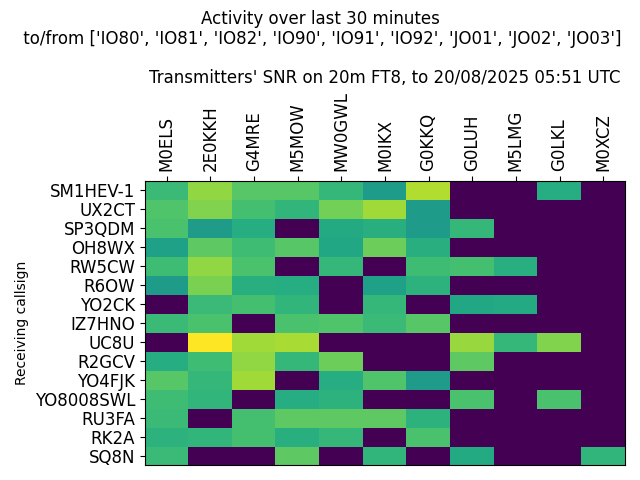 Activity over last 30 minutes
to/from ['IO80', 'IO81', 'IO82', 'IO90', 'IO91', 'IO92', 'JO01', 'JO02', 'JO03']
Transmitters' SNR on 20m FT8, to 20/08/2025 05:51 UTC
M0ELS
2E0KKH
G4MRE
M5MOW
MW0GWL
M0IKX
G0KKQ
G0LUH
M5LMG
G0LKL
M0XCZ
Receiving callsign
SM1HEV-1
UX2CT
SP3QDM
OH8WX
RW5CW
R6OW
YO2CK
IZ7HNO
UC8U
R2GCV
YO4FJK
YO8008SWL
RU3FA
RK2A
SQ8N